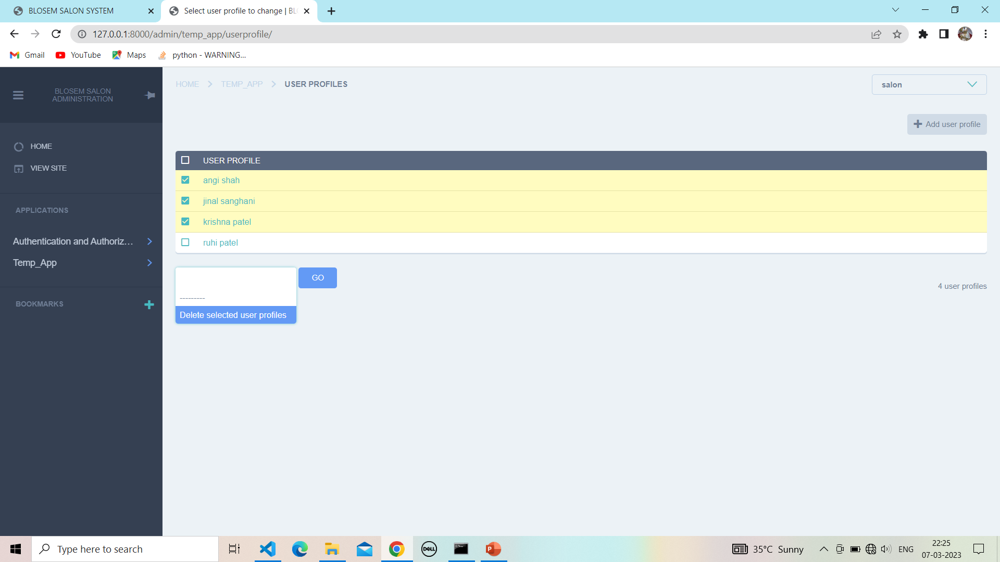 BLOSEM SALON SYSTEM
Select user profile to change | BL
127.0.0.1:8000/admin/temp_app/userprofile/
Gmail
YouTube
Maps
python - WARNING...
BLOSEM SALON
ADMINISTRATION
HOME
VIEW SITE
APPLICATIONS
Authentication and Authoriz...
Temp_App
BOOKMARKS
HOME
TEMP_APP
USER PROFILES
salon
Add user profile
USER PROFILE
angi shah
jinal sanghani
krishna patel
ruhi patel
---------
Delete selected user profiles
GO
4 user profiles
Type here to search
DELL
35°C Sunny
ENG
22:25
07-03-2023